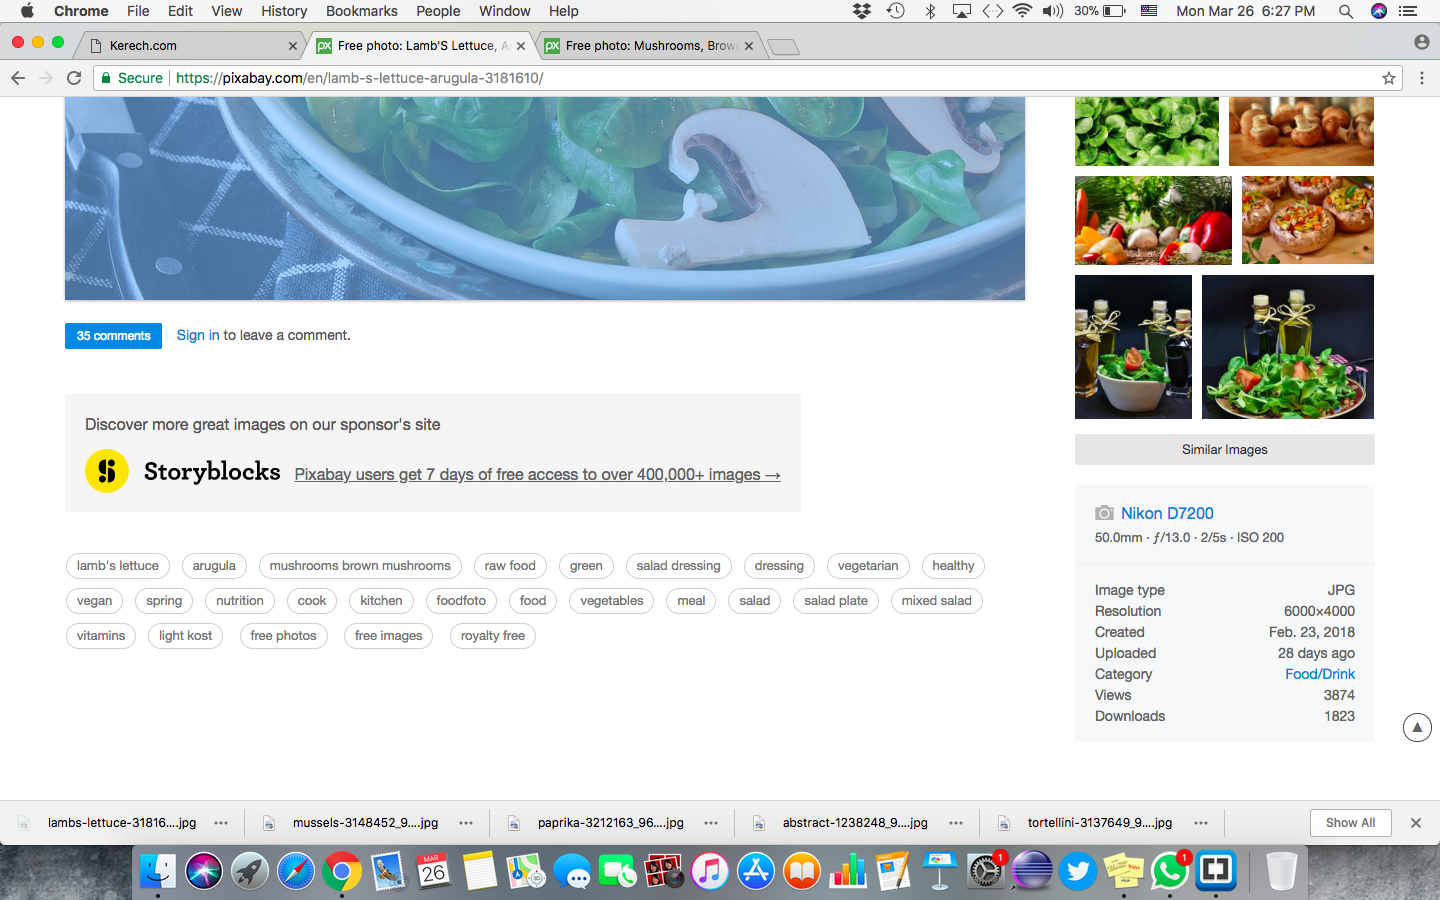 Chrome File Edit View History Bookmarks People Window Help 30% Mon Mar 26 6:27 PM
Kerech.com Free photo: Lamb'S Lettuce, Free photo: Mushrooms, Brow
Secure https://pixabay.com/en/lamb-s-lettuce-arugula-3181610/
35 comments Sign in to leave a comment.
Discover more great images on our sponsor's site
Storyblocks Pixabay users get 7 days of free access to over 400,000+ images →
lamb's lettuce arugula mushrooms brown mushrooms raw food green salad dressing dressing vegetarian healthy
vegan spring nutrition cook kitchen foodfoto food vegetables meal salad salad plate mixed salad
vitamins light kost free photos free images royalty free
Similar Images
Nikon D7200
50.0mm · ƒ/13.0 · 2/5s · ISO 200
Image type JPG
Resolution 6000×4000
Created Feb. 23, 2018
Uploaded 28 days ago
Category Food/Drink
Views 3874
Downloads 1823
lambs-lettuce-31816....jpg mussels-3148452_9....jpg paprika-3212163_96....jpg abstract-1238248_9....jpg tortellini-3137649_9....jpg Show All
MAR
26
1
1